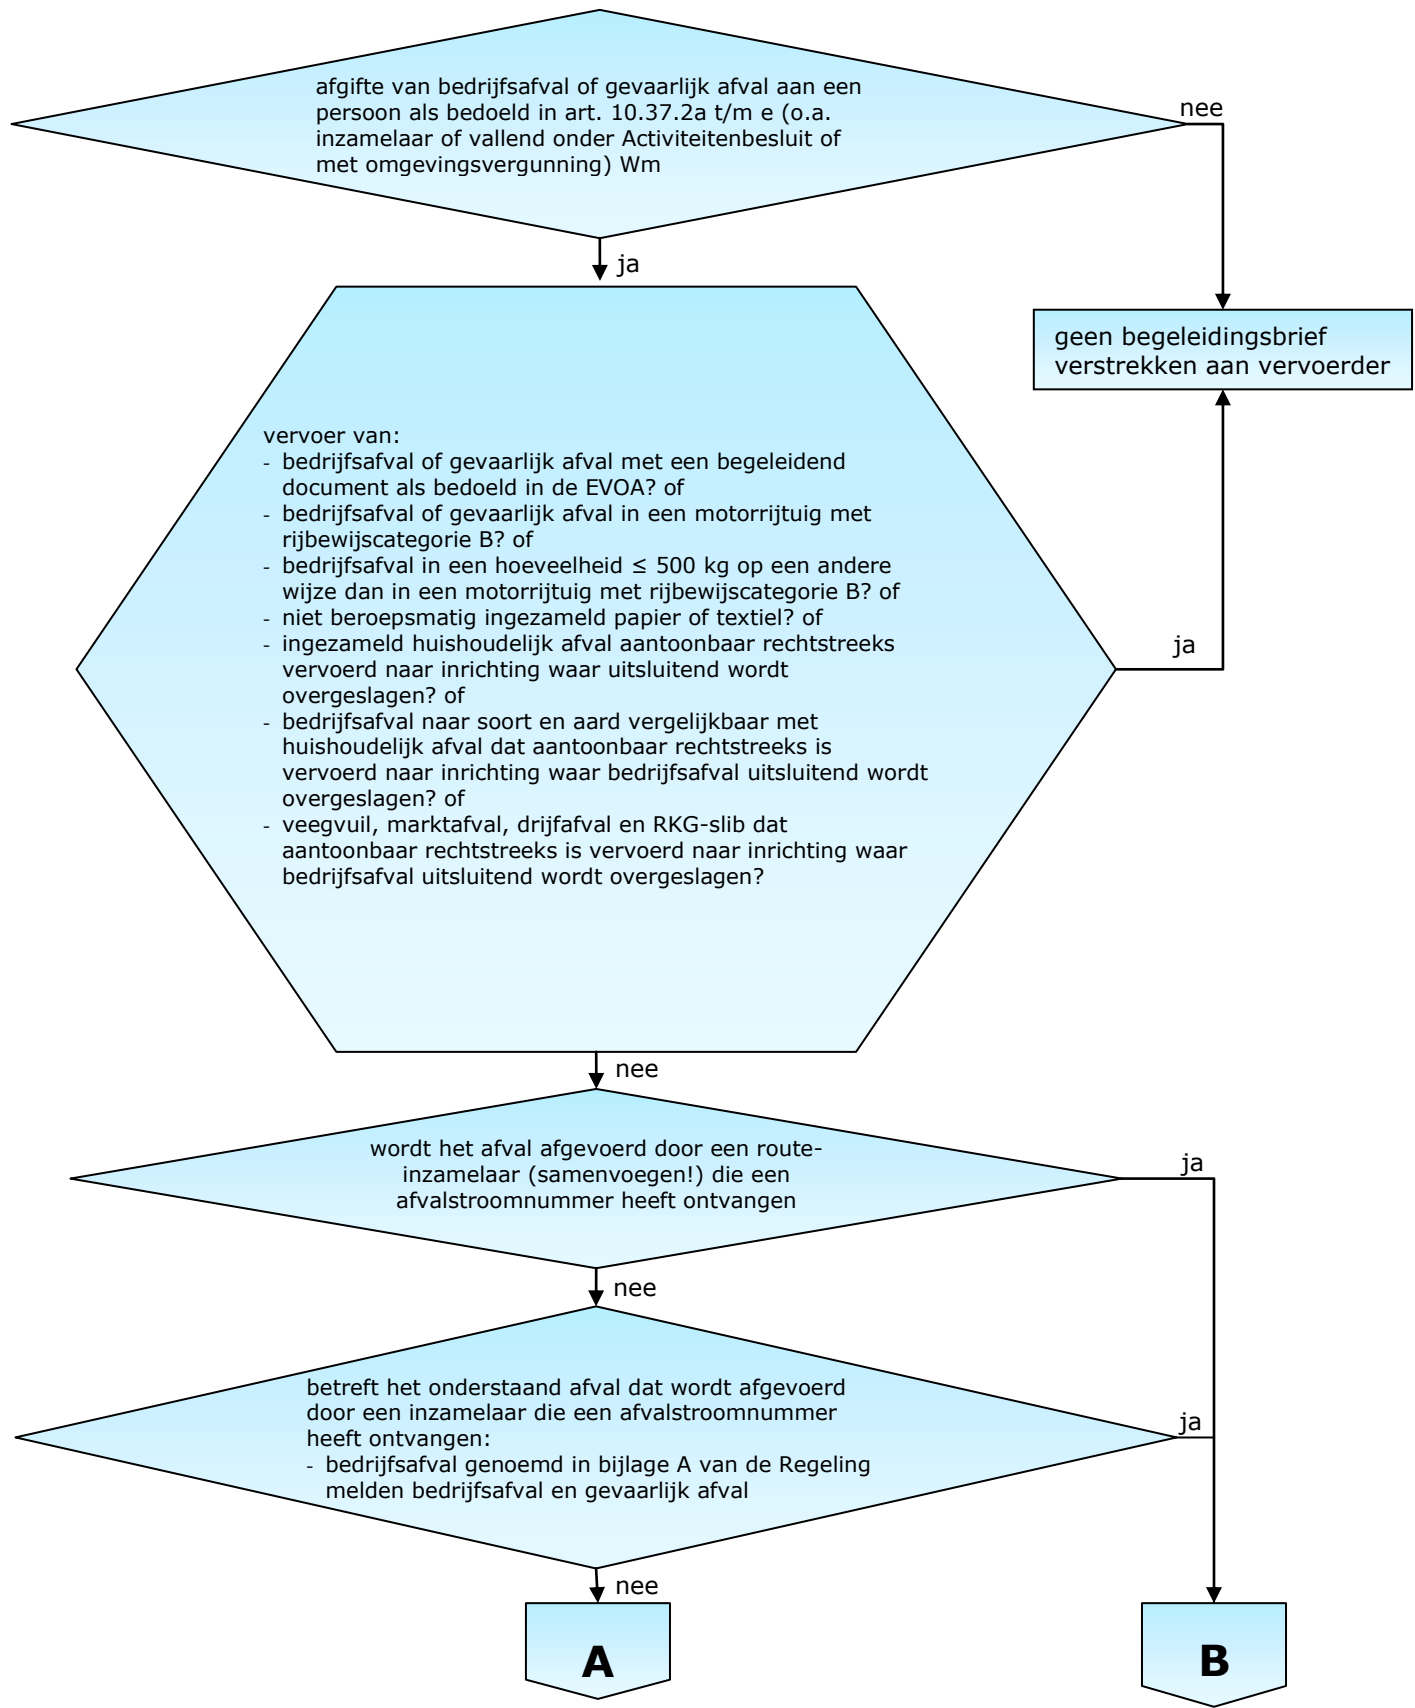 afgifte van bedrijfsafval of gevaarlijk afval aan een
persoon als bedoeld in art. 10.37.2a t/m e (o.a.
inzamelaar of vallend onder Activiteitenbesluit of
met omgevingsvergunning) Wm
nee
ja
geen begeleidingsbrief
verstrekken aan vervoerder
vervoer van:
- bedrijfsafval of gevaarlijk afval met een begeleidend
document als bedoeld in de EVOA? of
- bedrijfsafval of gevaarlijk afval in een motorrijtuig met
rijbewijscategorie B? of
- bedrijfsafval in een hoeveelheid ≤ 500 kg op een andere
wijze dan in een motorrijtuig met rijbewijscategorie B? of
- niet beroepsmatig ingezameld papier of textiel? of
- ingezameld huishoudelijk afval aantoonbaar rechtstreeks
vervoerd naar inrichting waar uitsluitend wordt
overgeslagen? of
- bedrijfsafval naar soort en aard vergelijkbaar met
huishoudelijk afval dat aantoonbaar rechtstreeks is
vervoerd naar inrichting waar bedrijfsafval uitsluitend wordt
overgeslagen? of
- veegvuil, marktafval, drijfafval en RKG-slib dat
aantoonbaar rechtstreeks is vervoerd naar inrichting waar
bedrijfsafval uitsluitend wordt overgeslagen?
ja
nee
wordt het afval afgevoerd door een route-
inzamelaar (samenvoegen!) die een
afvalstroomnummer heeft ontvangen
ja
nee
betreft het onderstaand afval dat wordt afgevoerd
door een inzamelaar die een afvalstroomnummer
heeft ontvangen:
- bedrijfsafval genoemd in bijlage A van de Regeling
melden bedrijfsafval en gevaarlijk afval
ja
nee
A
B